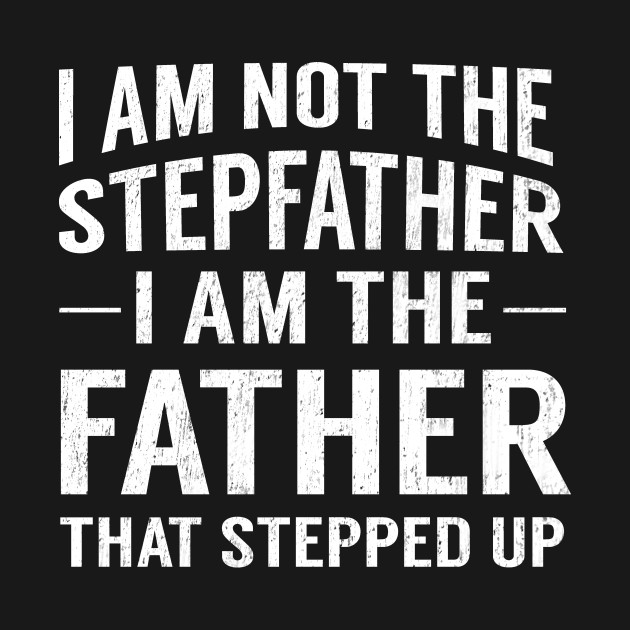 I AM NOT THE
STEPFATHER
I AM THE
FATHER
THAT STEPPED UP